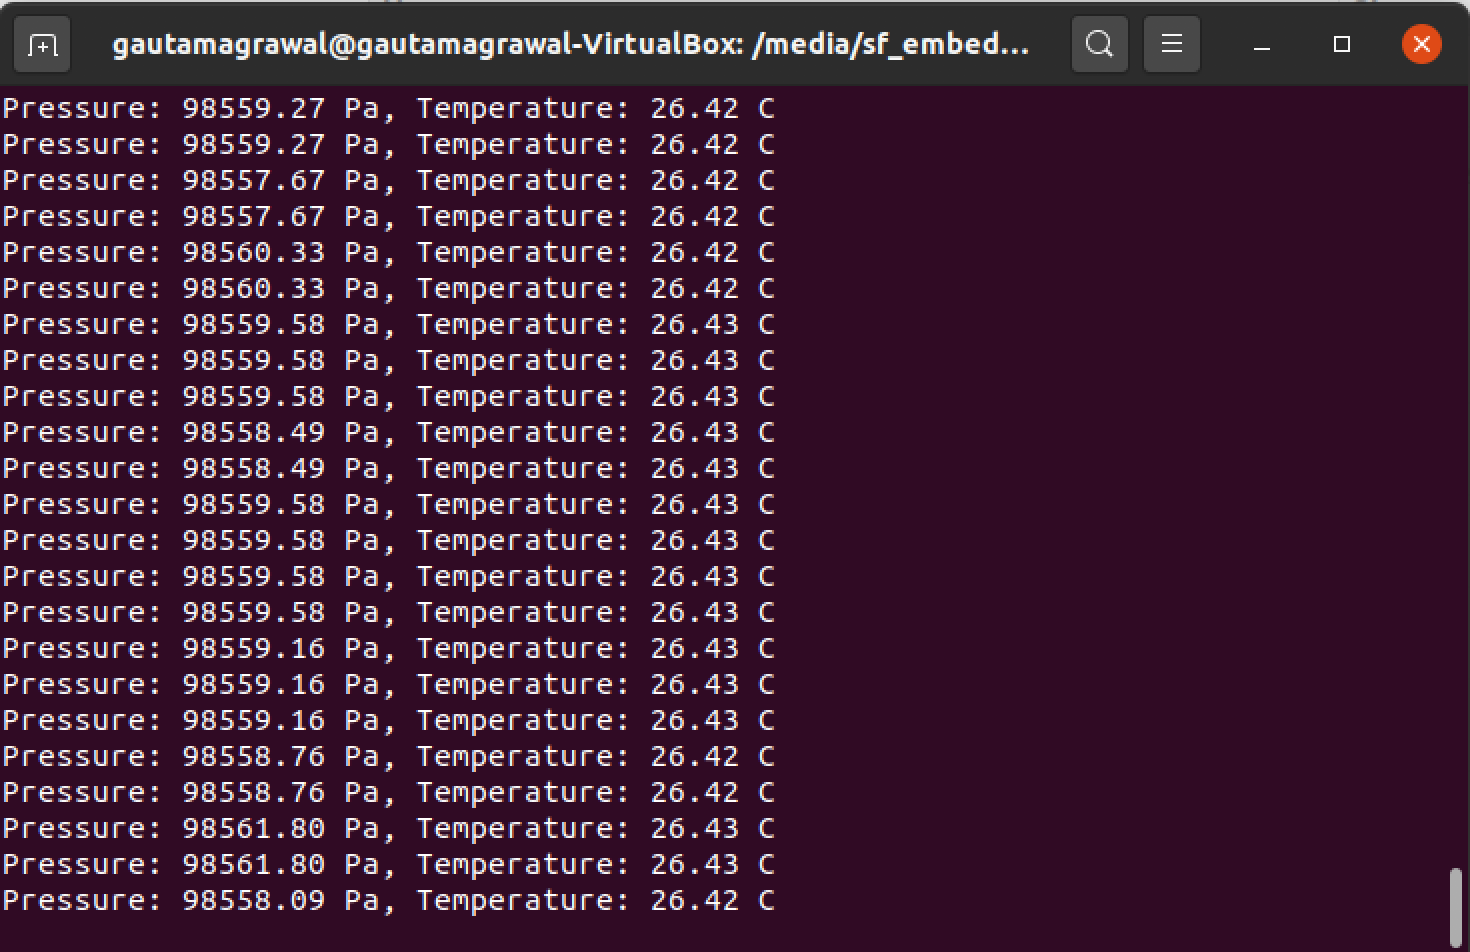 gautamagrawal@gautamagrawal-VirtualBox: /media/sf_embed...
Pressure: 98559.27 Pa, Temperature: 26.42 C
Pressure: 98559.27 Pa, Temperature: 26.42 C
Pressure: 98557.67 Pa, Temperature: 26.42 C
Pressure: 98557.67 Pa, Temperature: 26.42 C
Pressure: 98560.33 Pa, Temperature: 26.42 C
Pressure: 98560.33 Pa, Temperature: 26.42 C
Pressure: 98559.58 Pa, Temperature: 26.43 C
Pressure: 98559.58 Pa, Temperature: 26.43 C
Pressure: 98559.58 Pa, Temperature: 26.43 C
Pressure: 98558.49 Pa, Temperature: 26.43 C
Pressure: 98558.49 Pa, Temperature: 26.43 C
Pressure: 98559.58 Pa, Temperature: 26.43 C
Pressure: 98559.58 Pa, Temperature: 26.43 C
Pressure: 98559.58 Pa, Temperature: 26.43 C
Pressure: 98559.58 Pa, Temperature: 26.43 C
Pressure: 98559.16 Pa, Temperature: 26.43 C
Pressure: 98559.16 Pa, Temperature: 26.43 C
Pressure: 98559.16 Pa, Temperature: 26.43 C
Pressure: 98558.76 Pa, Temperature: 26.42 C
Pressure: 98558.76 Pa, Temperature: 26.42 C
Pressure: 98561.80 Pa, Temperature: 26.43 C
Pressure: 98561.80 Pa, Temperature: 26.43 C
Pressure: 98558.09 Pa, Temperature: 26.42 C